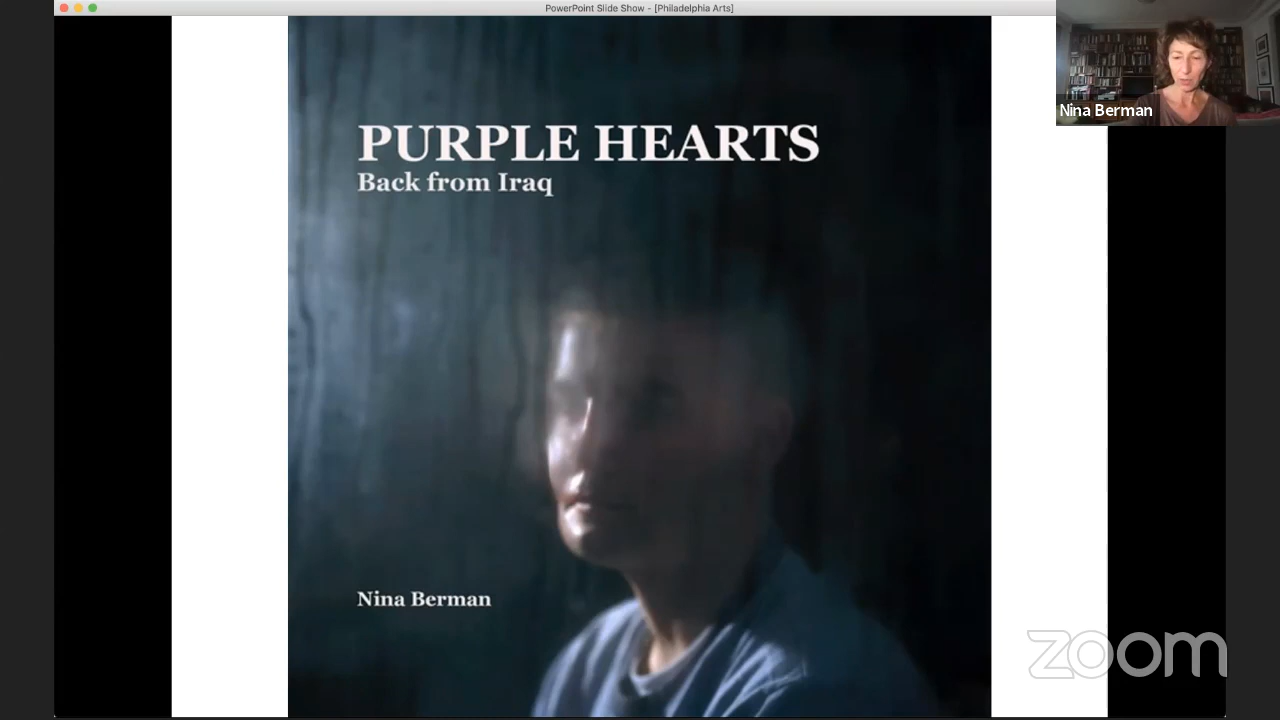 PowerPoint Slide Show - [Philadelphia Arts]
Nina Berman
PURPLE HEARTS
Back from Iraq
Nina Berman
zoom